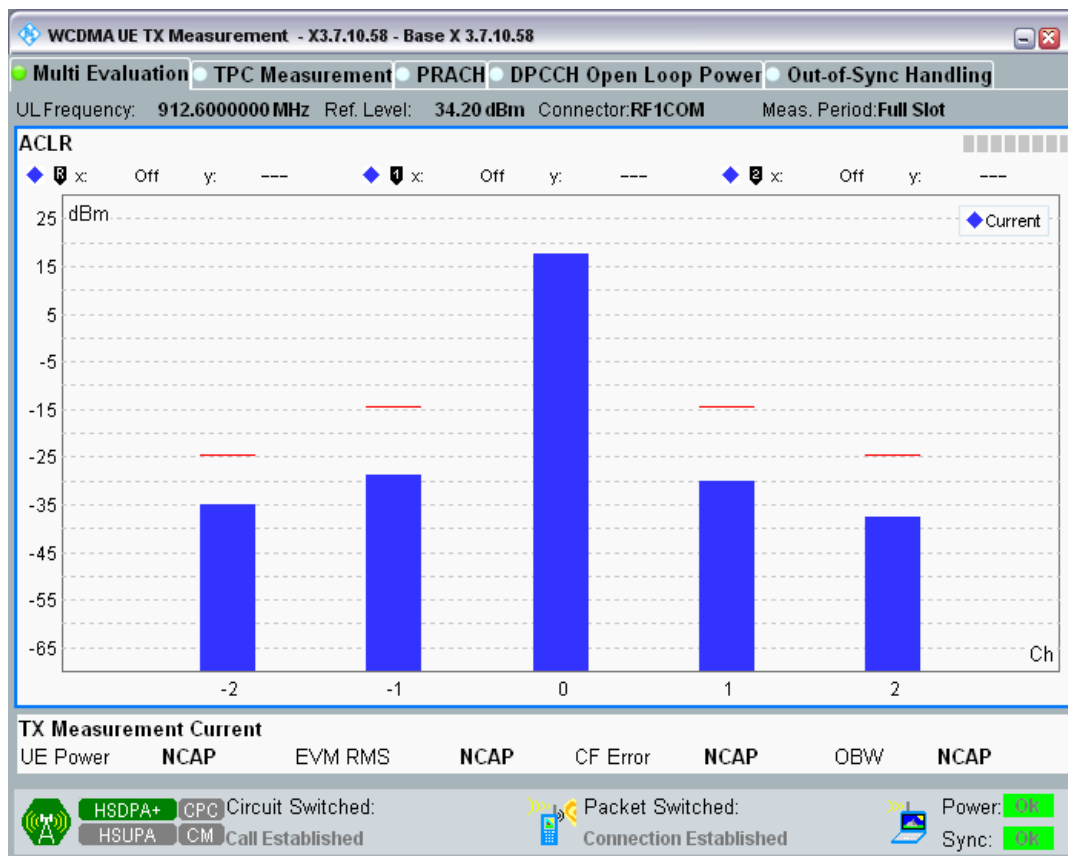 WCDMA UE TX Measurement - X3.7.10.58 - Base X 3.7.10.58
Multi Evaluation TPC Measurement PRACH DPCCH Open Loop Power Out-of-Sync Handling
UL Frequency: 912.6000000 MHz Ref. Level: 34.20 dBm Connector:RF1COM Meas. Period:Full Slot
ACLR
R x: Off y: --- 1 x: Off y: --- 2 x: Off y: ---
dBm
Current
25
15
5
-5
-15
-25
-35
-45
-55
-65
Ch
-2 -1 0 1 2
TX Measurement Current
UE Power NCAP EVM RMS NCAP CF Error NCAP OBW NCAP
HSDPA+ CPC Circuit Switched: Packet Switched: Power: OK
HSUPA CM Call Established Connection Established Sync: OK